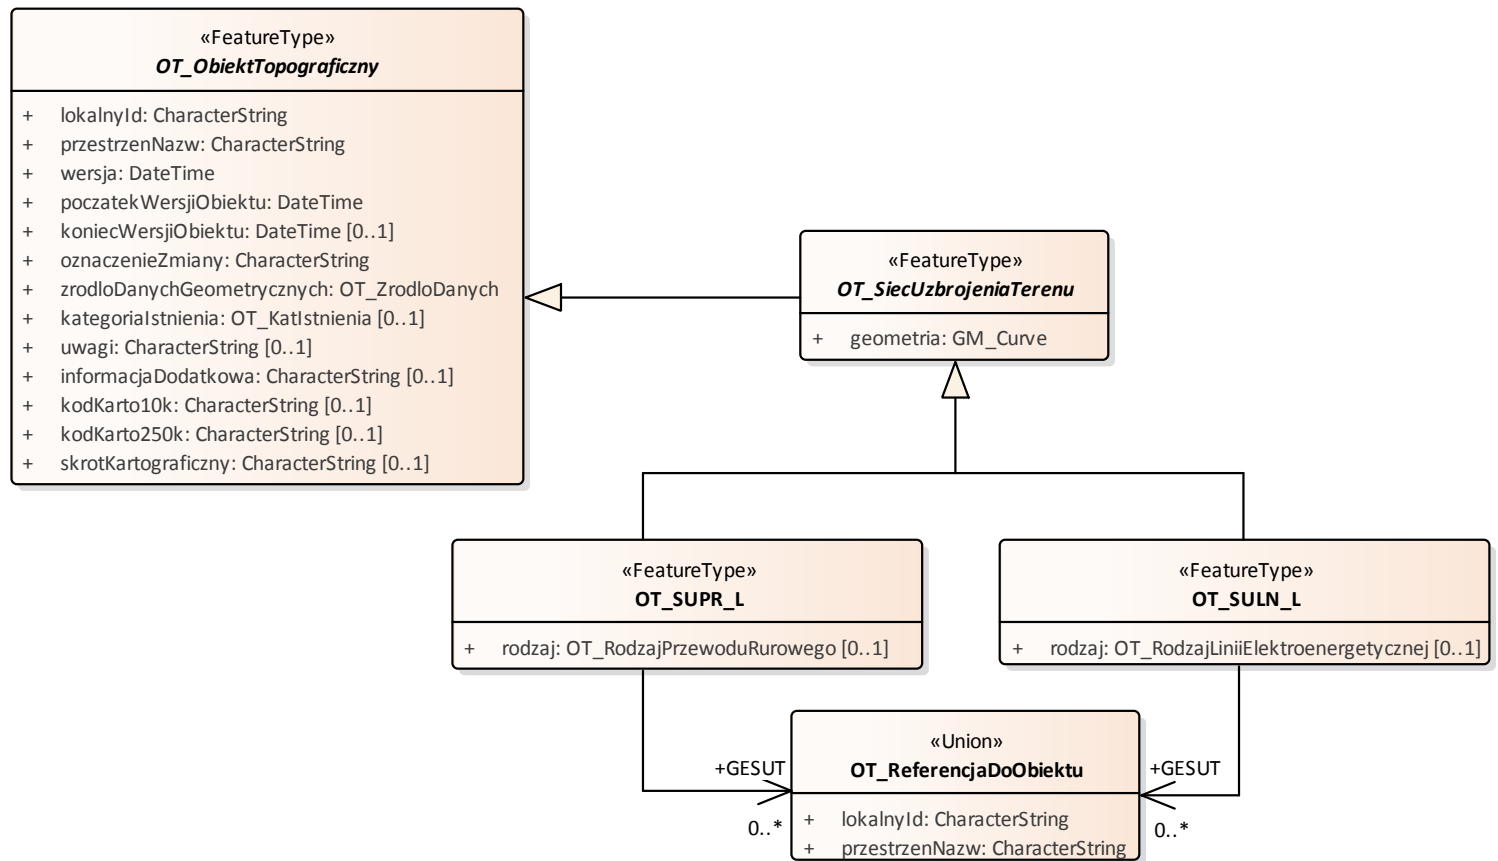 «FeatureType»
OT_ObiektTopograficzny
+ lokalnyId: CharacterString
+ przestrzenNazw: CharacterString
+ wersja: DateTime
+ poczatekWersjiObiektu: DateTime
+ koniecWersjiObiektu: DateTime [0..1]
+ oznaczenieZmiany: CharacterString
+ zrodloDanychGeometrycznych: OT_ZrodloDanych
+ kategoriaIstnienia: OT_KatIstnienia [0..1]
+ uwagi: CharacterString [0..1]
+ informacjaDodatkowa: CharacterString [0..1]
+ kodKarto10k: CharacterString [0..1]
+ kodKarto250k: CharacterString [0..1]
+ skrotKartograficzny: CharacterString [0..1]
«FeatureType»
OT_SiecUzbrojeniaTerenu
+ geometria: GM_Curve
«FeatureType»
OT_SUPR_L
+ rodzaj: OT_RodzajPrzewoduRurowego [0..1]
«FeatureType»
OT_SULN_L
+ rodzaj: OT_RodzajLiniiElektroenergetycznej [0..1]
+GESUT
0..*
«Union»
OT_ReferencjaDoObiektu
+ lokalnyId: CharacterString
+ przestrzenNazw: CharacterString
+GESUT
0..*